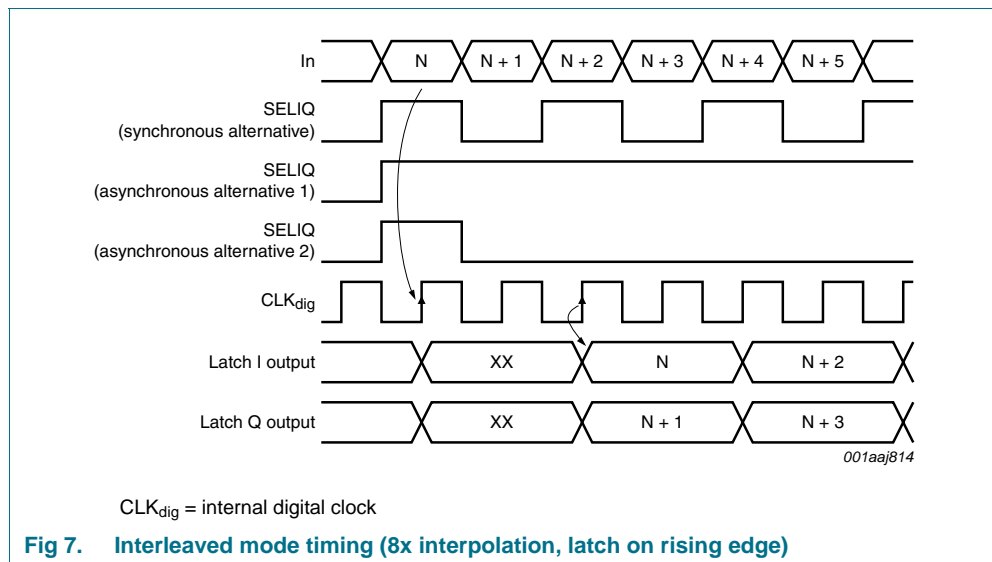 In N N + 1 N + 2 N + 3 N + 4 N + 5
SELIQ
(synchronous alternative)
SELIQ
(asynchronous alternative 1)
SELIQ
(asynchronous alternative 2)
CLKdig
Latch I output XX N N + 2
Latch Q output XX N + 1 N + 3
001aaj814
CLKdig = internal digital clock
Fig 7. Interleaved mode timing (8x interpolation, latch on rising edge)